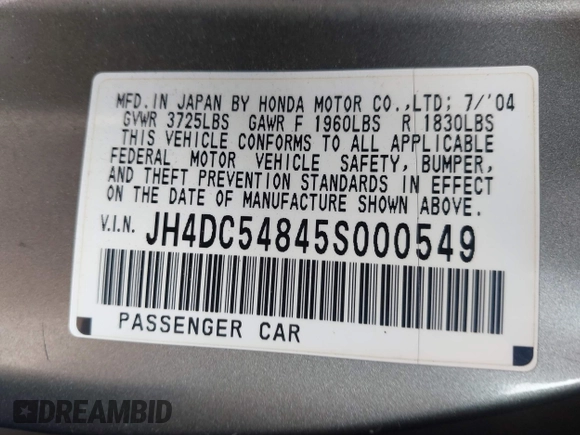 MFD. IN JAPAN BY HONDA MOTOR CO.,LTD; 7/'04
GVWR 3725LBS GAWR F 1960LBS R 1830LBS
THIS VEHICLE CONFORMS TO ALL APPLICABLE
FEDERAL MOTOR VEHICLE SAFETY, BUMPER,
AND THEFT PREVENTION STANDARDS IN EFFECT
ON THE DATE OF MANUFACTURE SHOWN ABOVE.
V.I.N. JH4DC54845S000549
PASSENGER CAR
DREAMBID